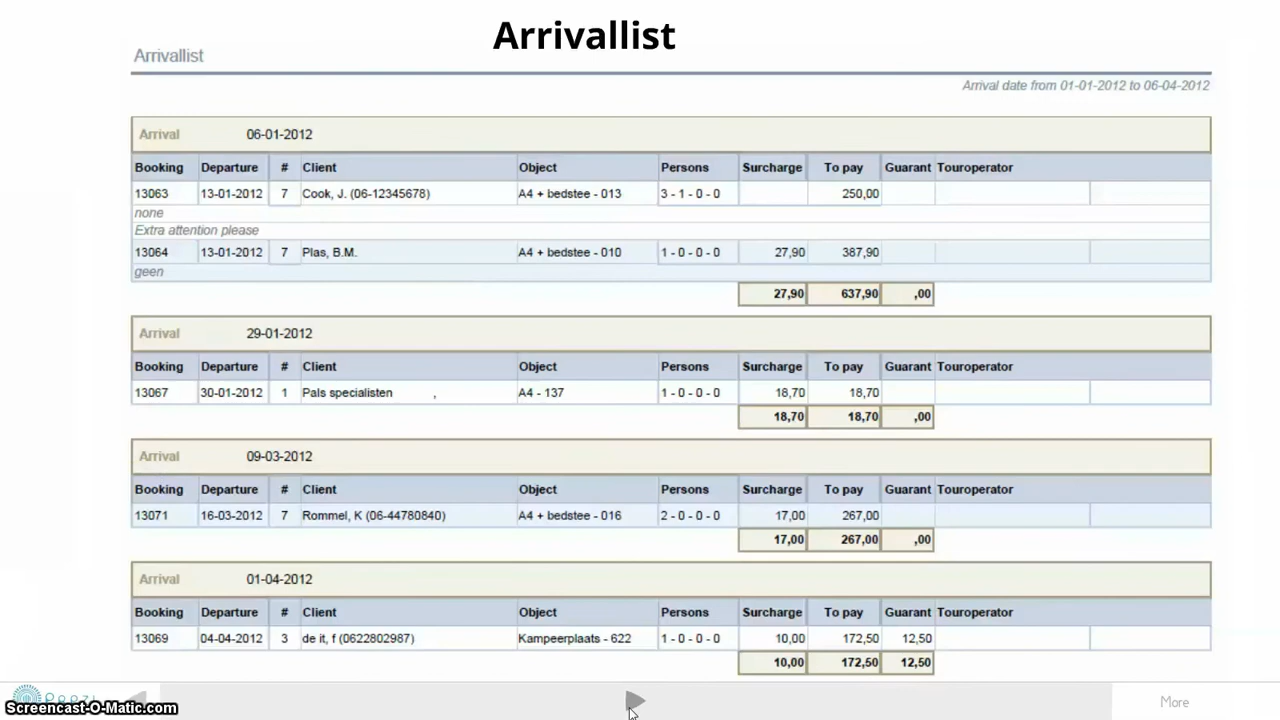 Arrivallist
Arrivallist
Arrival date from 01-01-2012 to 06-04-2012
Arrival 06-01-2012
Booking Departure # Client Object Persons Surcharge To pay Guarant Touroperator
13063 13-01-2012 7 Cook, J. (06-12345678) A4 + bedstee - 013 3 - 1 - 0 - 0 250,00
none
Extra attention please
13064 13-01-2012 7 Plas, B.M. A4 + bedstee - 010 1 - 0 - 0 - 0 27,90 387,90
geen
27,90 637,90 ,00
Arrival 29-01-2012
Booking Departure # Client Object Persons Surcharge To pay Guarant Touroperator
13067 30-01-2012 1 Pals specialisten , A4 - 137 1 - 0 - 0 - 0 18,70 18,70
18,70 18,70 ,00
Arrival 09-03-2012
Booking Departure # Client Object Persons Surcharge To pay Guarant Touroperator
13071 16-03-2012 7 Rommel, K (06-44780840) A4 + bedstee - 016 2 - 0 - 0 - 0 17,00 267,00
17,00 267,00 ,00
Arrival 01-04-2012
Booking Departure # Client Object Persons Surcharge To pay Guarant Touroperator
13069 04-04-2012 3 de it, f (0622802987) Kampeerplaats - 622 1 - 0 - 0 - 0 10,00 172,50 12,50
10,00 172,50 12,50
More
Screencast-O-Matic.com